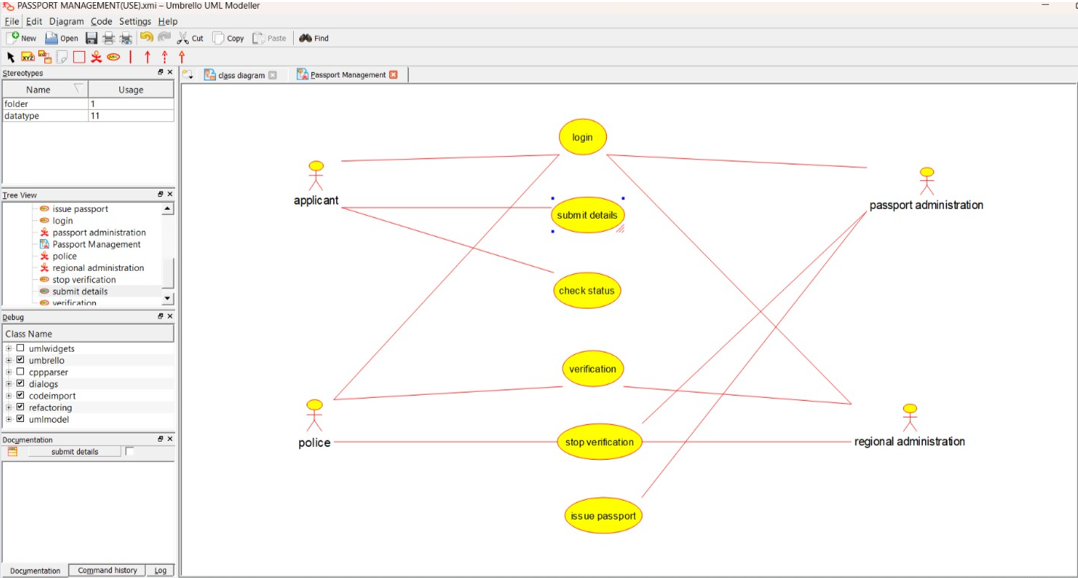 PASSPORT MANAGEMENT(USE).xmi – Umbrello UML Modeller
File Edit Diagram Code Settings Help
New Open Cut Copy Paste Find
XYZ
Stereotypes
Name Usage
folder 1
datatype 11
Tree View
issue passport
login
passport administration
Passport Management
police
regional administration
stop verification
submit details
verification
Debug
Class Name
umlwidgets
umbrello
cppparser
dialogs
codeimport
refactoring
umlmodel
Documentation
submit details
Documentation Command history Log
class diagram Passport Management
login
applicant
passport administration
submit details
check status
verification
police
stop verification
regional administration
issue passport